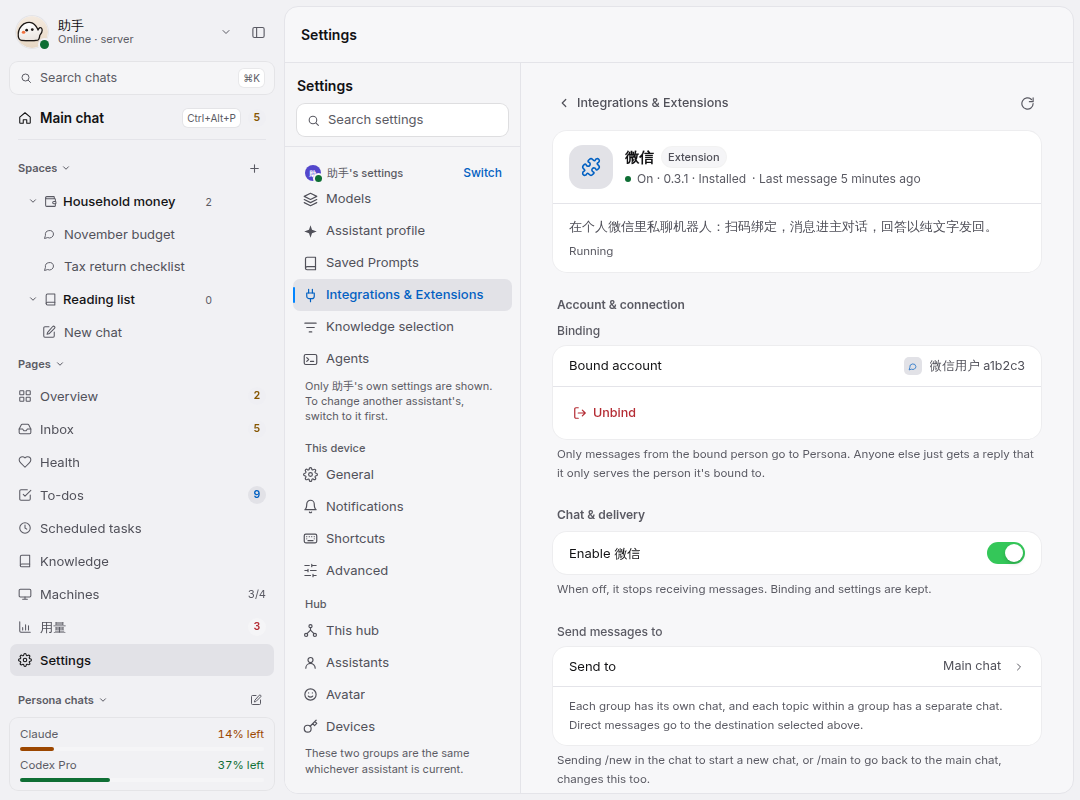 助手
Online · server
Search chats
⌘K
Main chat
Ctrl+Alt+P
5
Spaces
Household money
2
November budget
Tax return checklist
Reading list
0
New chat
Pages
Overview
2
Inbox
5
Health
To-dos
9
Scheduled tasks
Knowledge
Machines
3/4
用量
3
Settings
Persona chats
Claude
14% left
Codex Pro
37% left
Settings
Settings
Search settings
助手's settings
Switch
Models
Assistant profile
Saved Prompts
Integrations & Extensions
Knowledge selection
Agents
Only 助手's own settings are shown.
To change another assistant's,
switch to it first.
This device
General
Notifications
Shortcuts
Advanced
Hub
This hub
Assistants
Avatar
Devices
These two groups are the same
whichever assistant is current.
Integrations & Extensions
微信
Extension
On · 0.3.1 · Installed · Last message 5 minutes ago
在个人微信里私聊机器人：扫码绑定，消息进主对话，回答以纯文字发回。
Running
Account & connection
Binding
Bound account
微信用户 a1b2c3
Unbind
Only messages from the bound person go to Persona. Anyone else just gets a reply that
it only serves the person it's bound to.
Chat & delivery
Enable 微信
When off, it stops receiving messages. Binding and settings are kept.
Send messages to
Send to
Main chat
Each group has its own chat, and each topic within a group has a separate chat.
Direct messages go to the destination selected above.
Sending /new in the chat to start a new chat, or /main to go back to the main chat,
changes this too.